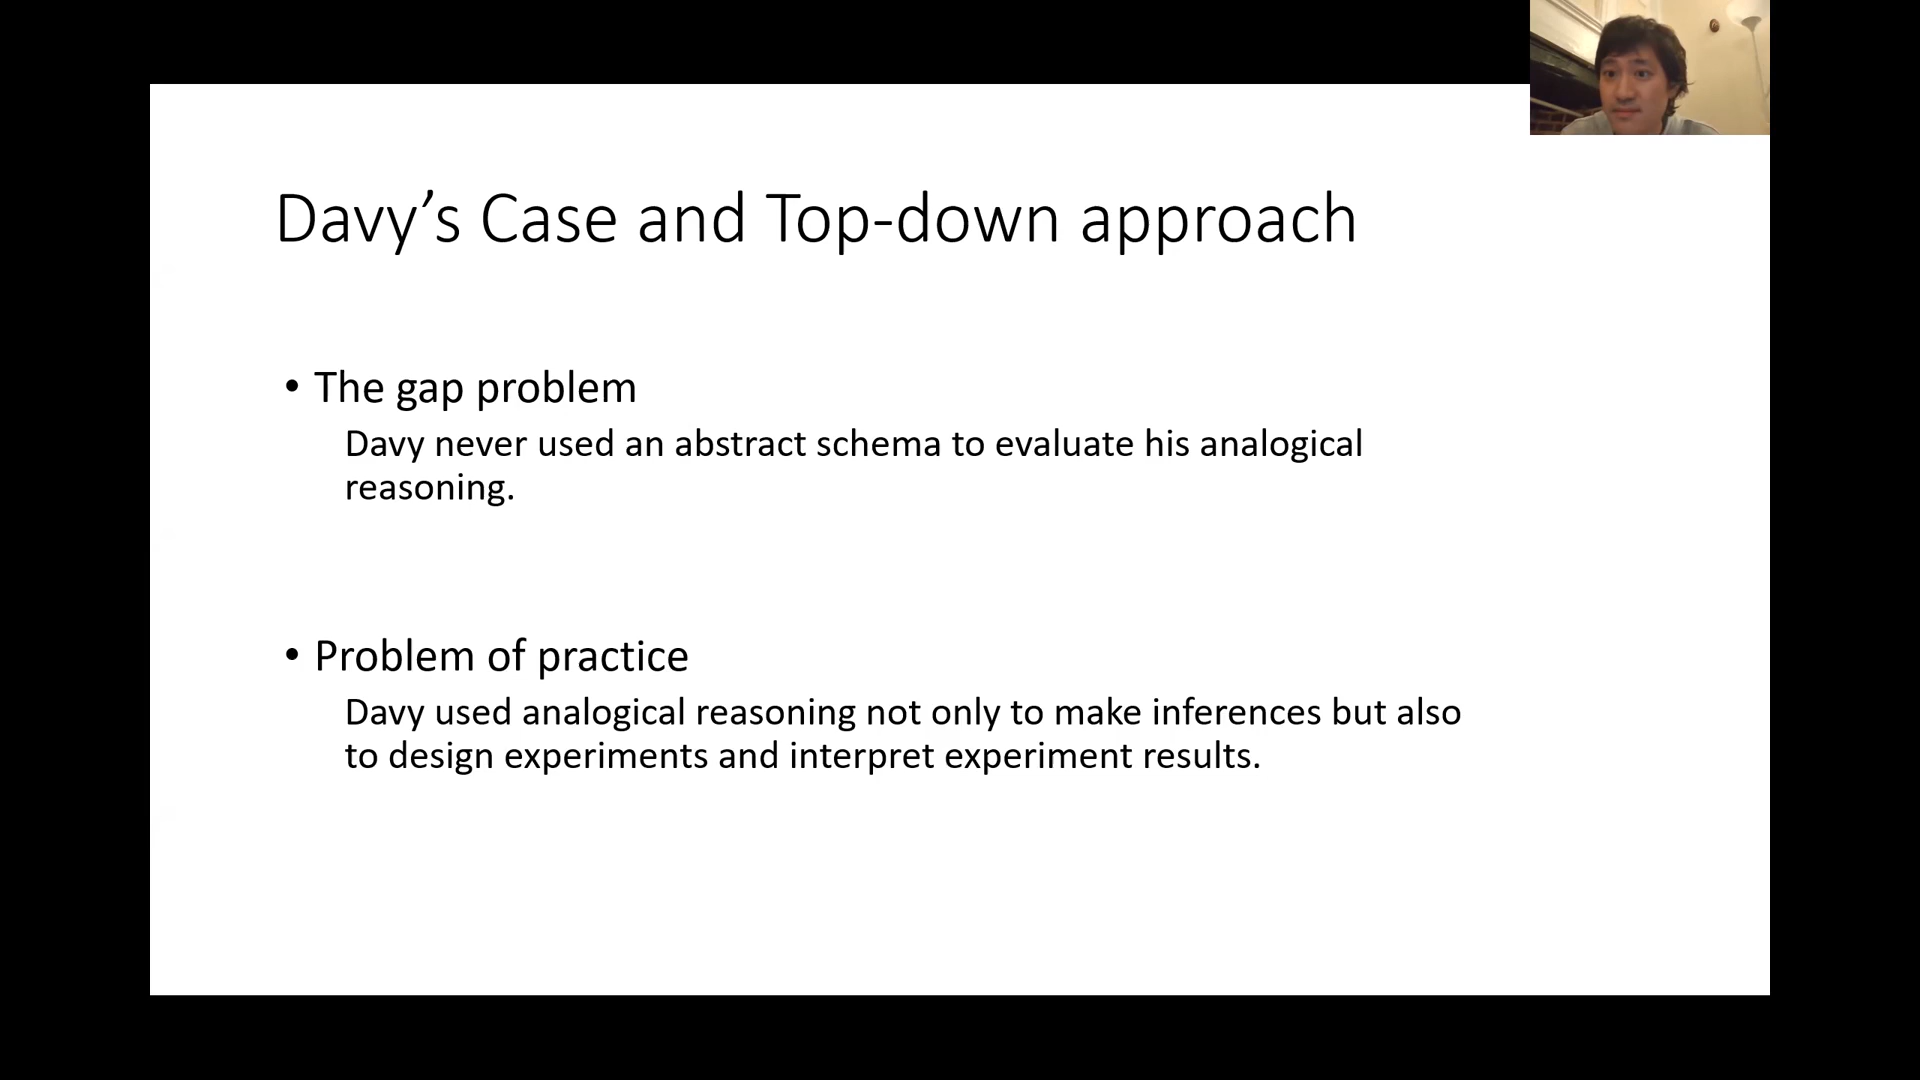 Davy’s Case and Top-down approach
• The gap problem
Davy never used an abstract schema to evaluate his analogical
reasoning.
• Problem of practice
Davy used analogical reasoning not only to make inferences but also
to design experiments and interpret experiment results.